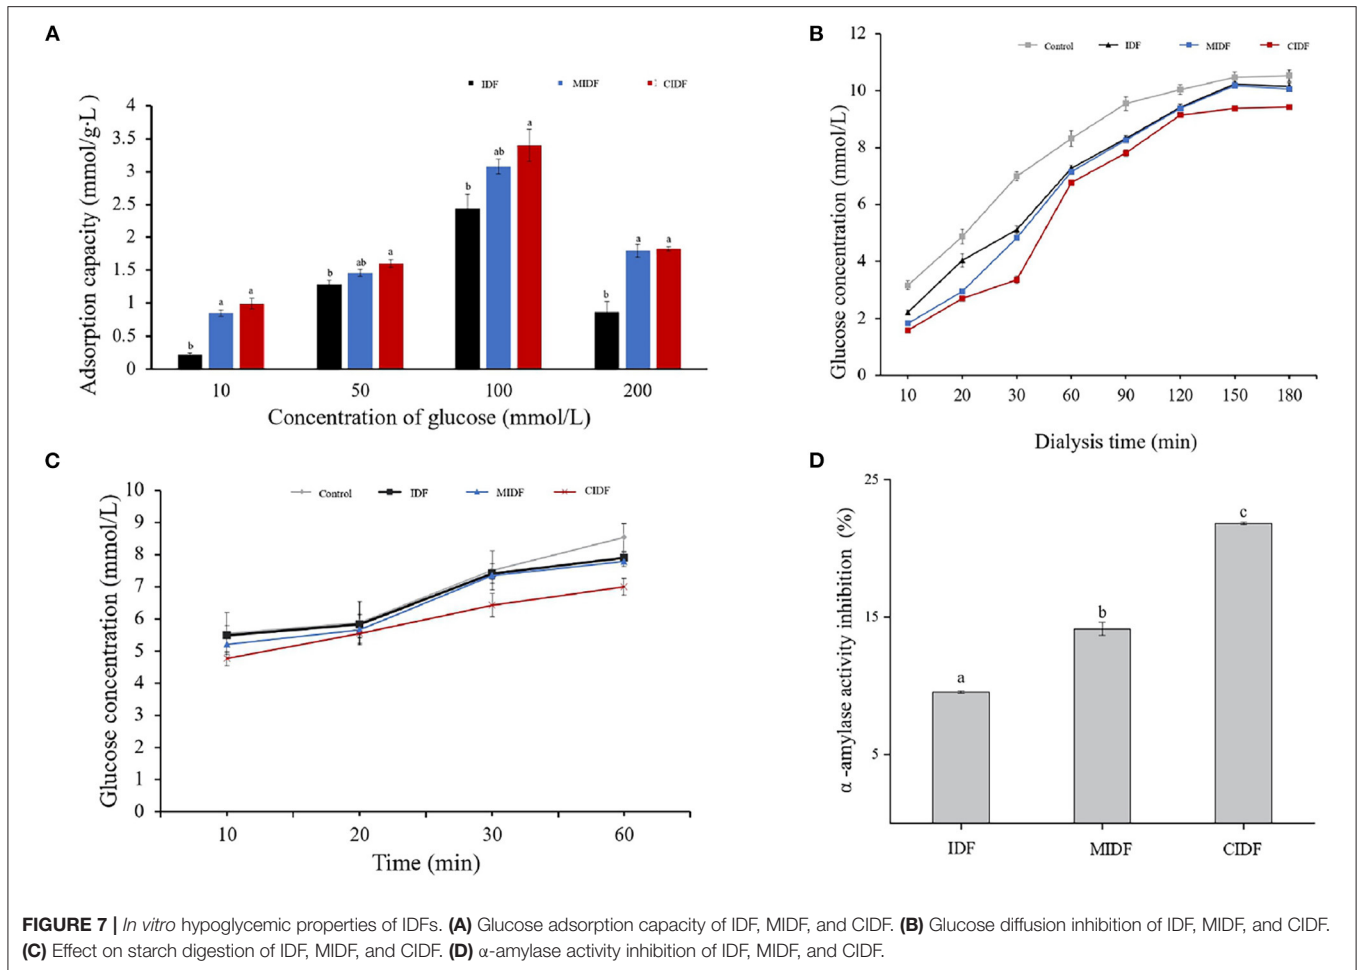 A
IDF MIDF CIDF
Adsorption capacity (mmol/g·L)
4
3.5
3
2.5
2
1.5
1
0.5
0
b a a
b ab a
b ab a
b a a
10 50 100 200
Concentration of glucose (mmol/L)
B
Control IDF MIDF CIDF
Glucose concentration (mmol/L)
12
10
8
6
4
2
0
10 20 30 60 90 120 150 180
Dialysis time (min)
C
Control IDF MIDF CIDF
Glucose concentration (mmol/L)
10
9
8
7
6
5
4
3
2
1
0
10 20 30 60
Time (min)
D
α -amylase activity inhibition (%)
25
15
5
a b c
IDF MIDF CIDF
FIGURE 7 | In vitro hypoglycemic properties of IDFs. (A) Glucose adsorption capacity of IDF, MIDF, and CIDF. (B) Glucose diffusion inhibition of IDF, MIDF, and CIDF.
(C) Effect on starch digestion of IDF, MIDF, and CIDF. (D) α-amylase activity inhibition of IDF, MIDF, and CIDF.